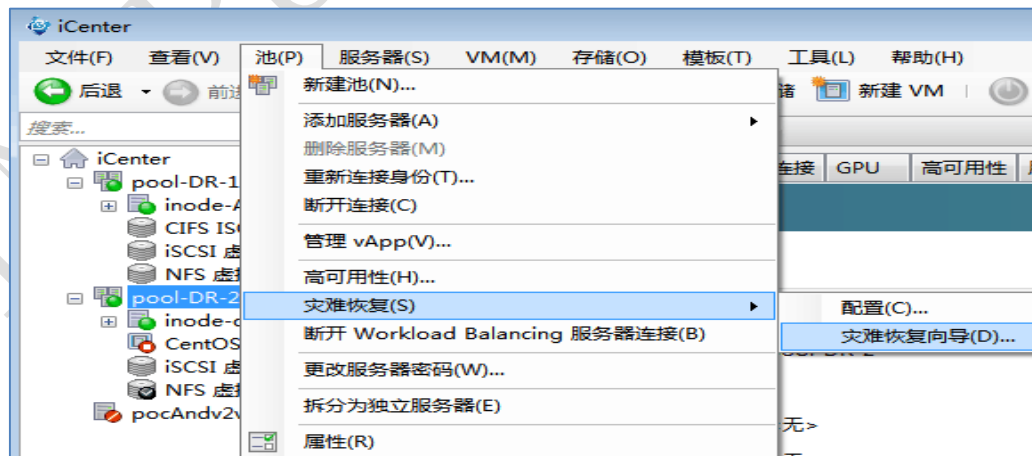 iCenter
文件(F) 查看(V) 池(P) 服务器(S) VM(M) 存储(O) 模板(T) 工具(L) 帮助(H)
后退 新建 VM
搜索...
iCenter
pool-DR-1
CIFS
iSCSI
NFS
pool-DR-2
CentOS
iSCSI
NFS
新建池(N)...
添加服务器(A)
删除服务器(M)
重新连接身份(T)...
断开连接(C)
管理 vApp(V)...
高可用性(H)...
灾难恢复(S)
断开 Workload Balancing 服务器连接(B)
更改服务器密码(W)...
拆分为独立服务器(E)
属性(R)
配置(C)...
灾难恢复向导(D)...
GPU 高可用性
无>